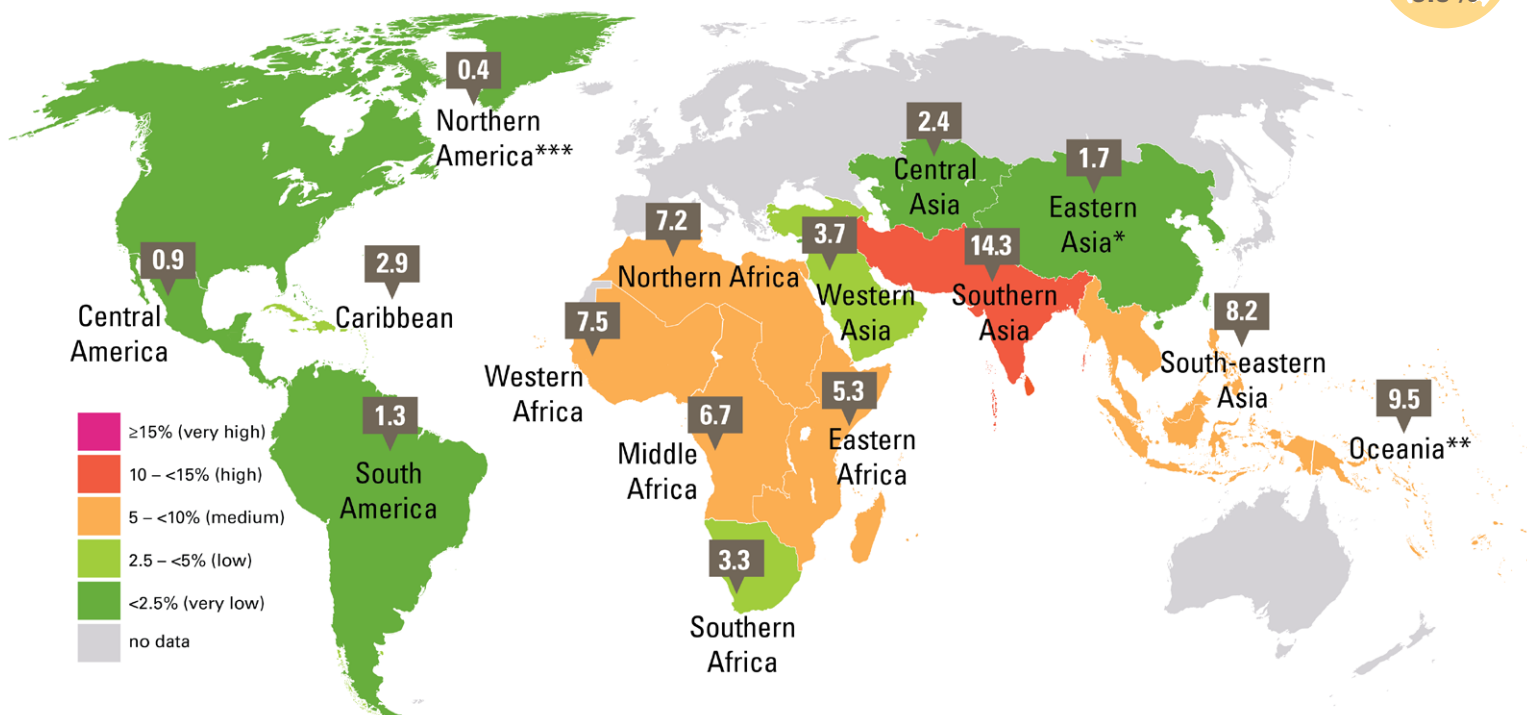 0.4
Northern
America***
2.4
Central
Asia
1.7
Eastern
Asia*
7.2
Northern Africa
3.7
Western
Asia
14.3
Southern
Asia
0.9
Central
America
2.9
Caribbean
7.5
Western
Africa
8.2
South-eastern
Asia
9.5
Oceania**
5.3
Eastern
Africa
6.7
Middle
Africa
1.3
South
America
3.3
Southern
Africa
≥15% (very high)
10 – <15% (high)
5 – <10% (medium)
2.5 – <5% (low)
<2.5% (very low)
no data